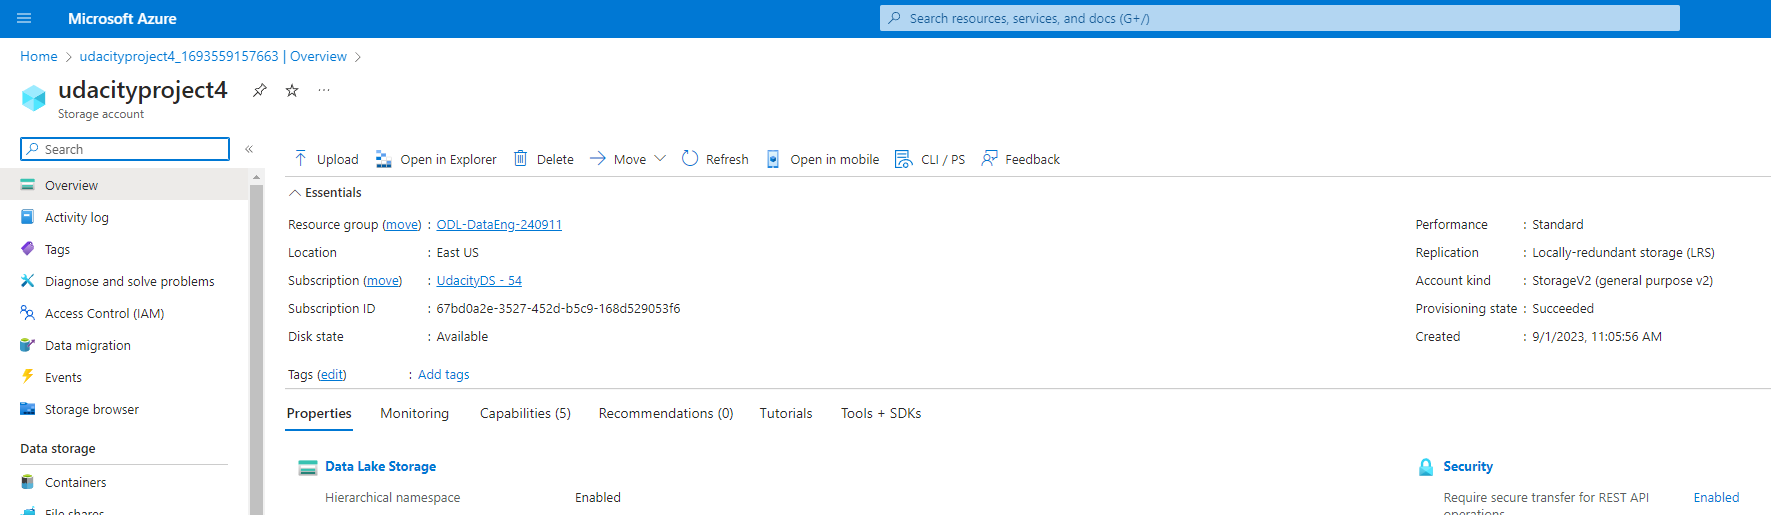 Microsoft Azure
Search resources, services, and docs (G+/)
Home > udacityproject4_1693559157663 | Overview >
udacityproject4
Storage account
Search
Overview
Activity log
Tags
Diagnose and solve problems
Access Control (IAM)
Data migration
Events
Storage browser
Data storage
Containers
File shares
Upload Open in Explorer Delete Move Refresh Open in mobile CLI / PS Feedback
Essentials
Resource group (move) : ODL-DataEng-240911
Location : East US
Subscription (move) : UdacityDS - 54
Subscription ID : 67bd0a2e-3527-452d-b5c9-168d529053f6
Disk state : Available
Tags (edit) : Add tags
Performance : Standard
Replication : Locally-redundant storage (LRS)
Account kind : StorageV2 (general purpose v2)
Provisioning state : Succeeded
Created : 9/1/2023, 11:05:56 AM
Properties Monitoring Capabilities (5) Recommendations (0) Tutorials Tools + SDKs
Data Lake Storage
Hierarchical namespace Enabled
Security
Require secure transfer for REST API Enabled
operations